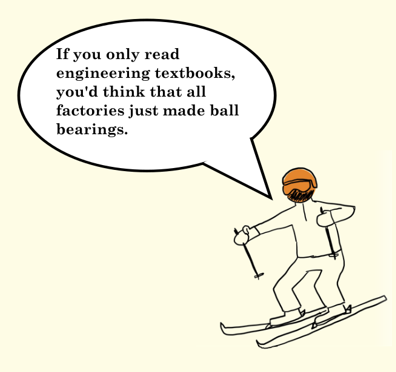 If you only read
engineering textbooks,
you'd think that all
factories just made ball
bearings.